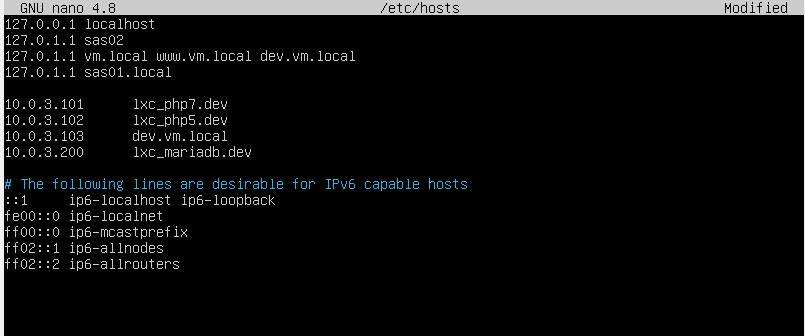 GNU nano 4.8 /etc/hosts Modified
127.0.0.1 localhost
127.0.1.1 sas02
127.0.1.1 vm.local www.vm.local dev.vm.local
127.0.1.1 sas01.local
10.0.3.101 lxc_php7.dev
10.0.3.102 lxc_php5.dev
10.0.3.103 dev.vm.local
10.0.3.200 lxc_mariadb.dev
# The following lines are desirable for IPv6 capable hosts
::1 ip6-localhost ip6-loopback
fe00::0 ip6-localnet
ff00::0 ip6-mcastprefix
ff02::1 ip6-allnodes
ff02::2 ip6-allrouters